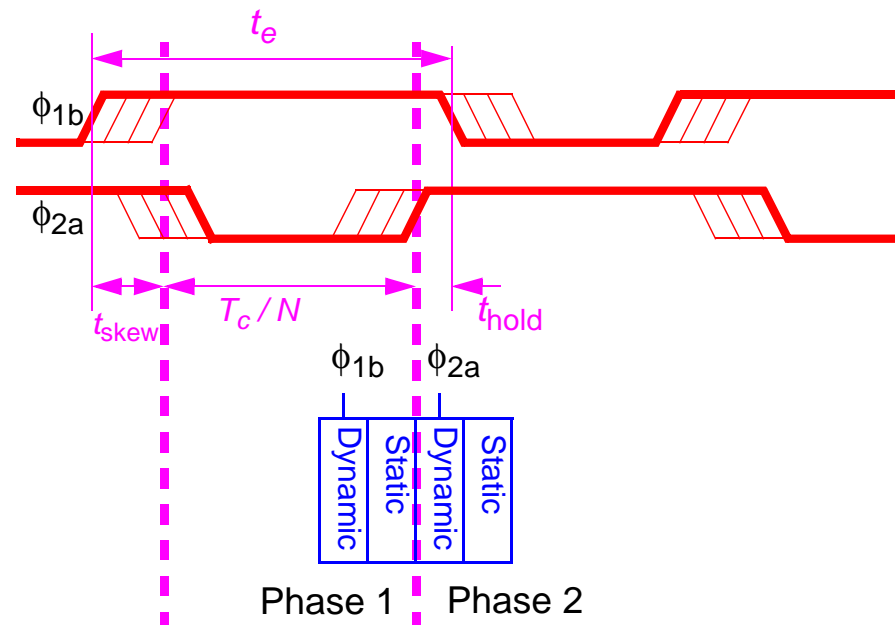 t_e
ϕ_1b
ϕ_2a
t_skew
T_c / N
t_hold
ϕ_1b
ϕ_2a
Dynamic
Static
Dynamic
Static
Phase 1
Phase 2